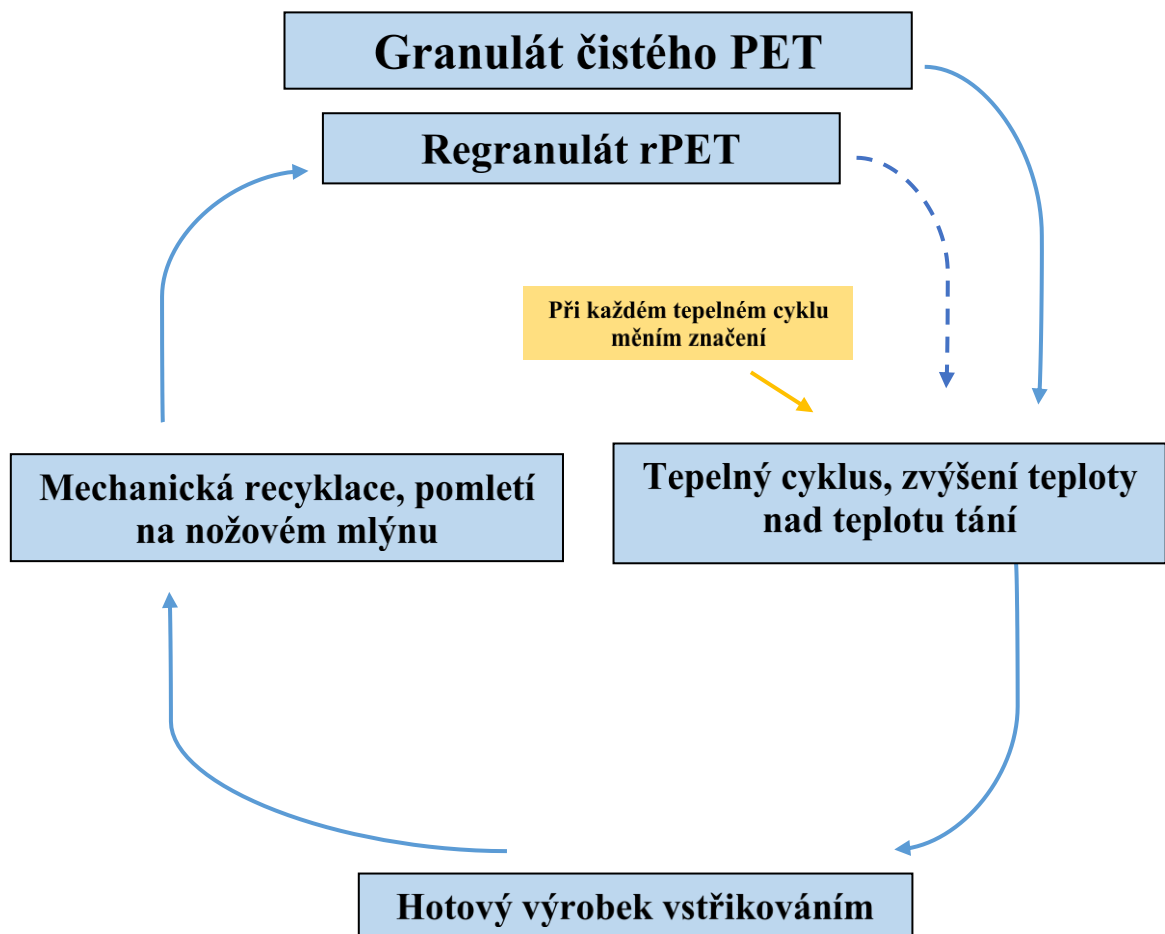 Granulát čistého PET
Regranulát rPET
Při každém tepelném cyklu
měním značení
Mechanická recyklace, pomletí
na nožovém mlýnu
Tepelný cyklus, zvýšení teploty
nad teplotu tání
Hotový výrobek vstřikováním